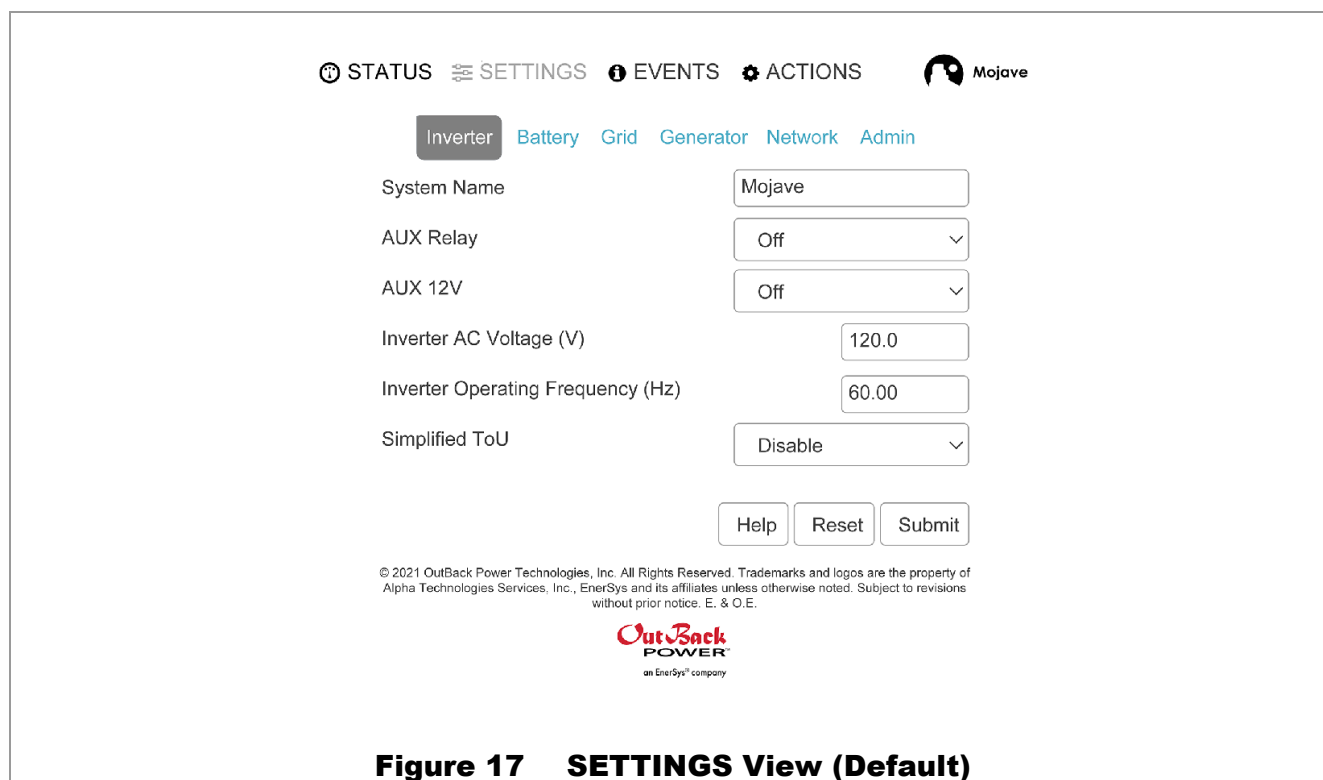 STATUS SETTINGS EVENTS ACTIONS Mojave
Inverter Battery Grid Generator Network Admin
System Name Mojave
AUX Relay Off
AUX 12V Off
Inverter AC Voltage (V) 120.0
Inverter Operating Frequency (Hz) 60.00
Simplified ToU Disable
Help Reset Submit
© 2021 OutBack Power Technologies, Inc. All Rights Reserved. Trademarks and logos are the property of
Alpha Technologies Services, Inc., EnerSys and its affiliates unless otherwise noted. Subject to revisions
without prior notice. E. & O.E.
OutBack
POWER™
an EnerSys® company
Figure 17 SETTINGS View (Default)